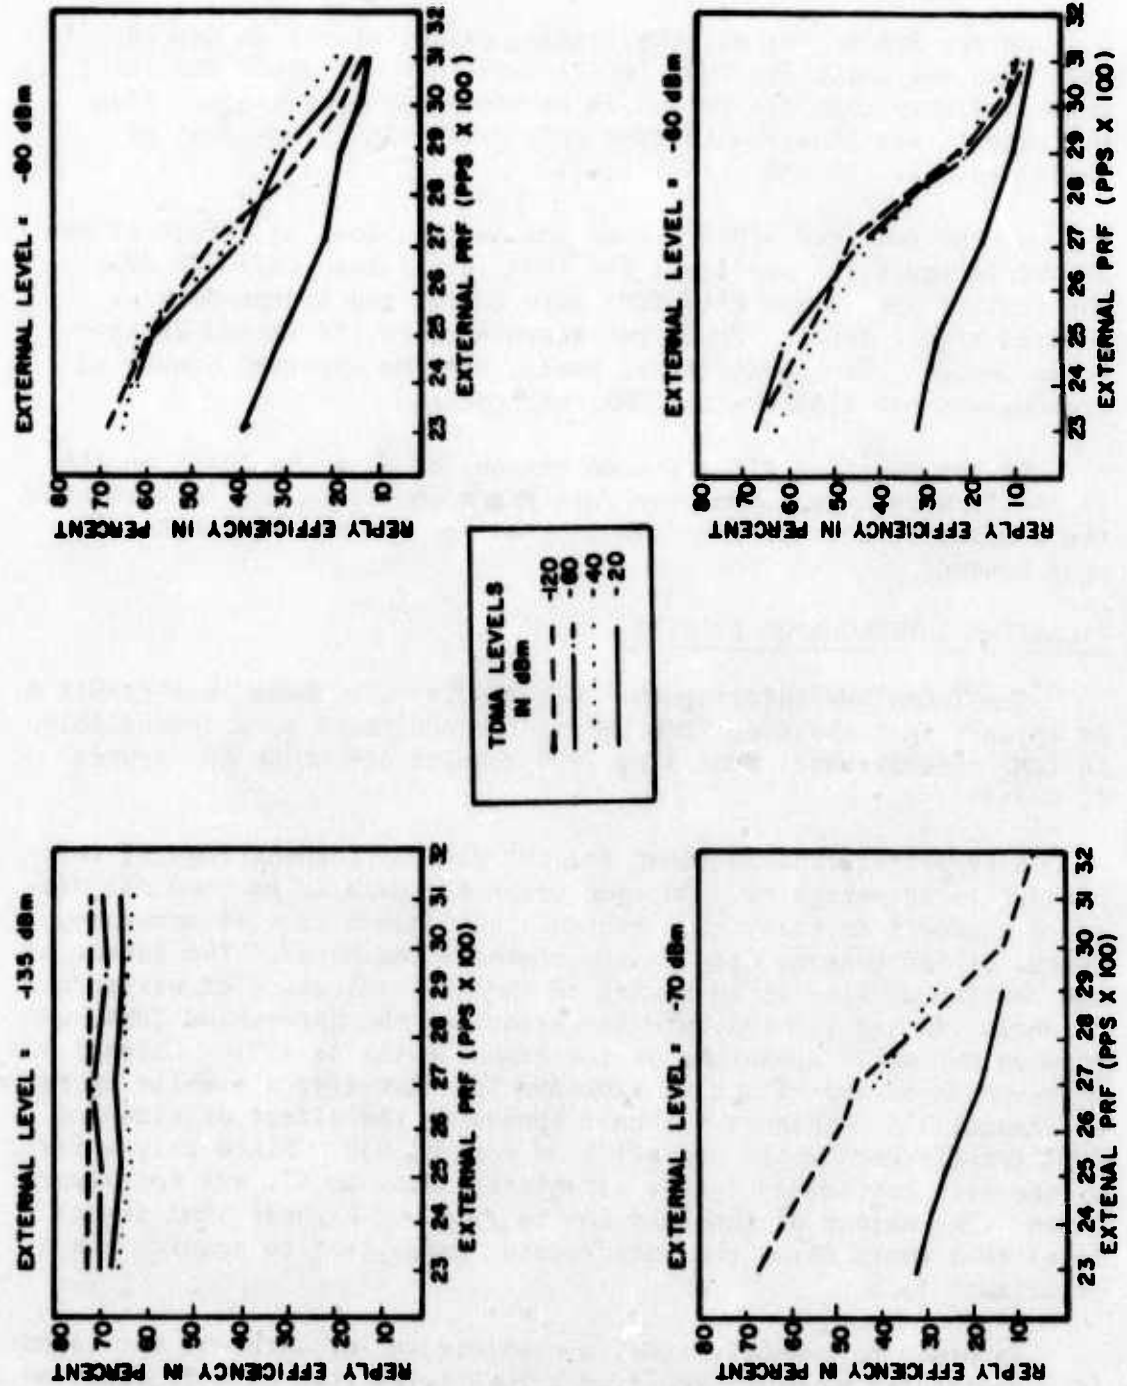 EXTERNAL LEVEL = -135 dBm
REPLY EFFICIENCY IN PERCENT
80
70
60
50
40
30
20
10
23 24 25 26 27 28 29 30 31 32
EXTERNAL PRF (PPS X 100)
EXTERNAL LEVEL = -80 dBm
REPLY EFFICIENCY IN PERCENT
80
70
60
50
40
30
20
10
23 24 25 26 27 28 29 30 31 32
EXTERNAL PRF (PPS X 100)
TDMA LEVELS
IN dBm
-120
-60
-40
-20
EXTERNAL LEVEL = -70 dBm
REPLY EFFICIENCY IN PERCENT
80
70
60
50
40
30
20
10
23 24 25 26 27 28 29 30 31 32
EXTENAL PRF (PPS X 100)
EXTERNAL LEVEL = -60 dBm
REPLY EFFICIENCY IN PERCENT
80
70
60
50
40
30
20
10
23 24 25 26 27 28 29 30 31 32
EXTERNAL PRF (PPS X 100)